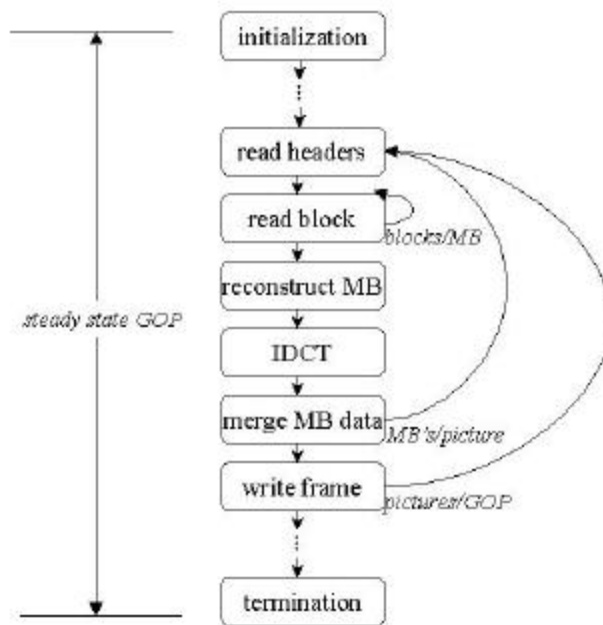 initialization
read headers
read block
blocks/MB
reconstruct MB
steady state GOP
IDCT
merge MB data
MB's/picture
write frame
pictures/GOP
termination